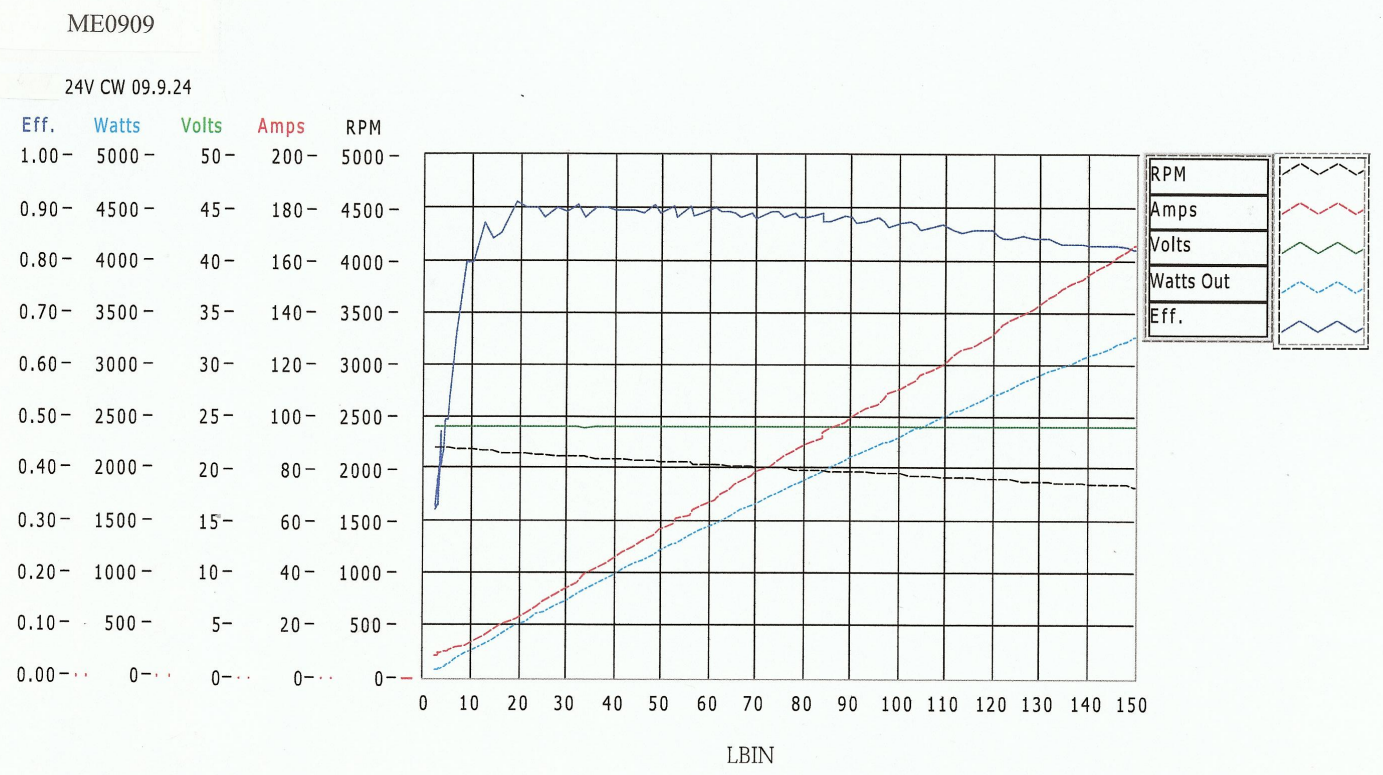 ME0909
24V CW 09.9.24
Eff. Watts Volts Amps RPM
1.00 5000 50 200 5000
0.90 4500 45 180 4500
0.80 4000 40 160 4000
0.70 3500 35 140 3500
0.60 3000 30 120 3000
0.50 2500 25 100 2500
0.40 2000 20 80 2000
0.30 1500 15 60 1500
0.20 1000 10 40 1000
0.10 500 5 20 500
0.00 0 0 0 0
0 10 20 30 40 50 60 70 80 90 100 110 120 130 140 150
LBIN
RPM
Amps
Volts
Watts Out
Eff.